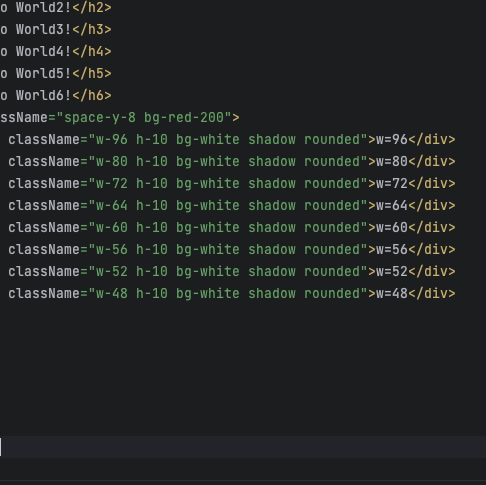 o World2!</h2>
o World3!</h3>
o World4!</h4>
o World5!</h5>
o World6!</h6>
ssName="space-y-8 bg-red-200">
className="w-96 h-10 bg-white shadow rounded">w=96</div>
className="w-80 h-10 bg-white shadow rounded">w=80</div>
className="w-72 h-10 bg-white shadow rounded">w=72</div>
className="w-64 h-10 bg-white shadow rounded">w=64</div>
className="w-60 h-10 bg-white shadow rounded">w=60</div>
className="w-56 h-10 bg-white shadow rounded">w=56</div>
className="w-52 h-10 bg-white shadow rounded">w=52</div>
className="w-48 h-10 bg-white shadow rounded">w=48</div>